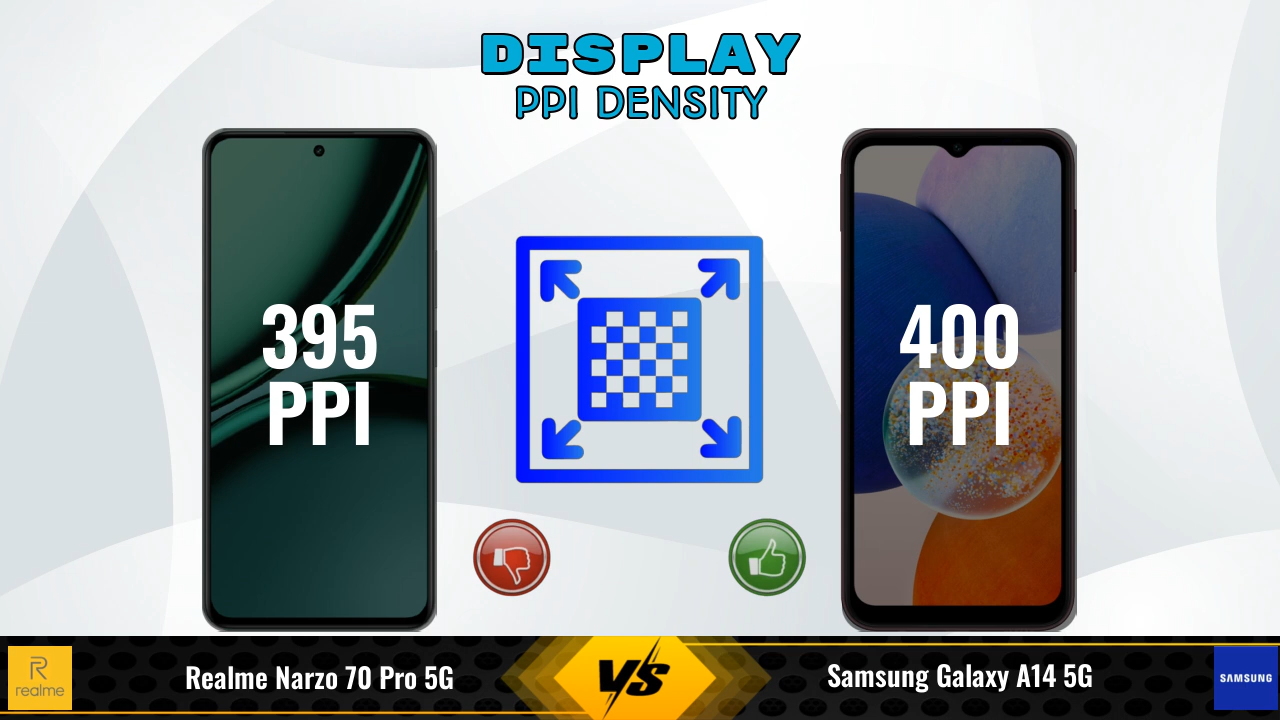 DISPLAY
PPI DENSITY
395
PPI
400
PPI
realme
Realme Narzo 70 Pro 5G
VS
Samsung Galaxy A14 5G
SAMSUNG